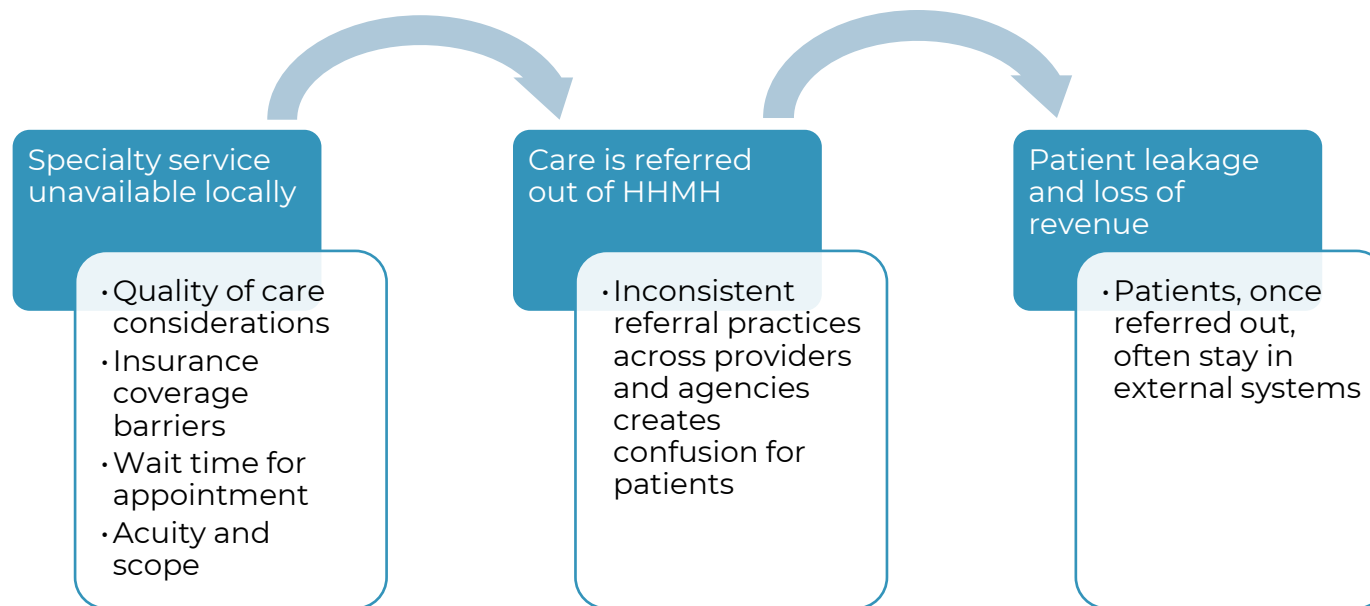 Specialty service
unavailable locally
· Quality of care
considerations
· Insurance
coverage
barriers
· Wait time for
appointment
· Acuity and
scope
Care is referred
out of HHMH
· Inconsistent
referral practices
across providers
and agencies
creates
confusion for
patients
Patient leakage
and loss of
revenue
· Patients, once
referred out,
often stay in
external systems